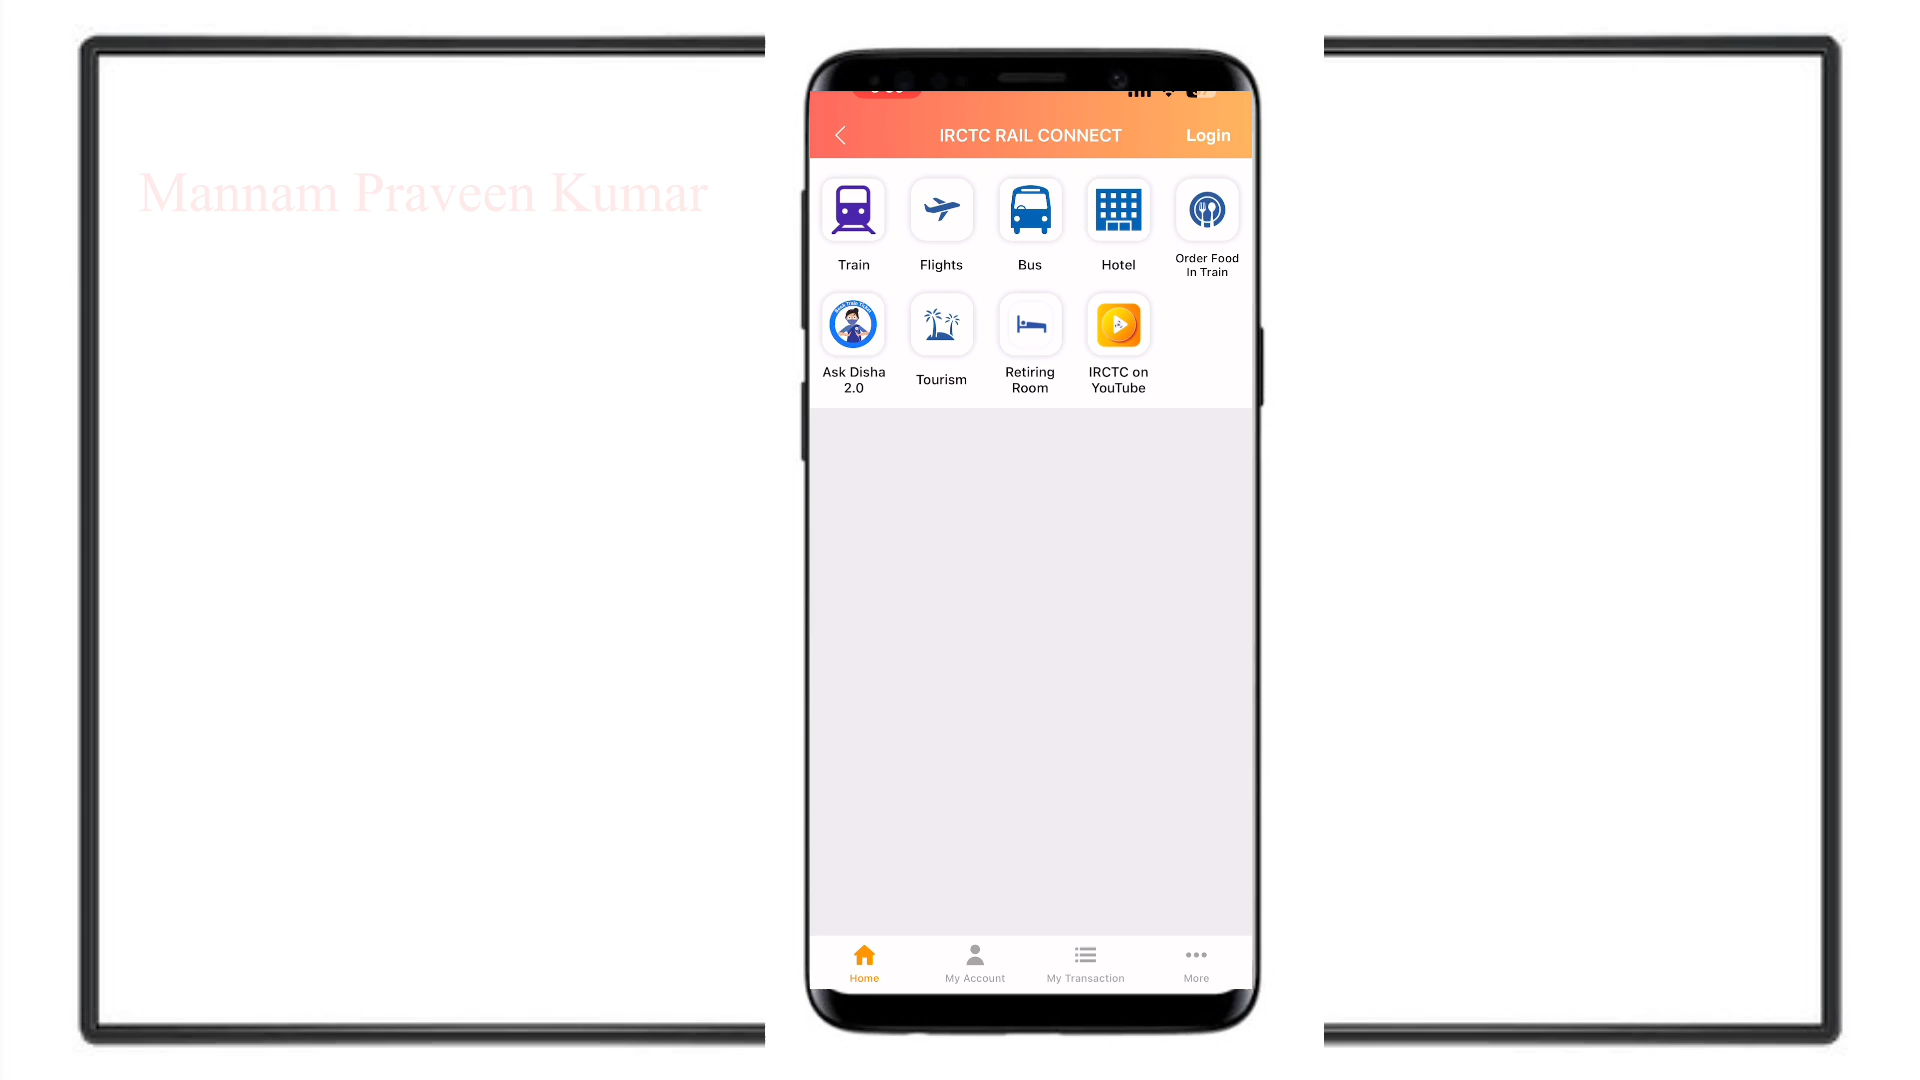 IRCTC RAIL CONNECT
Login
Mannam Praveen Kumar
Train
Flights
Bus
Hotel
Order Food
In Train
Ask Disha
2.0
Tourism
Retiring
Room
IRCTC on
YouTube
Home
My Account
My Transaction
More